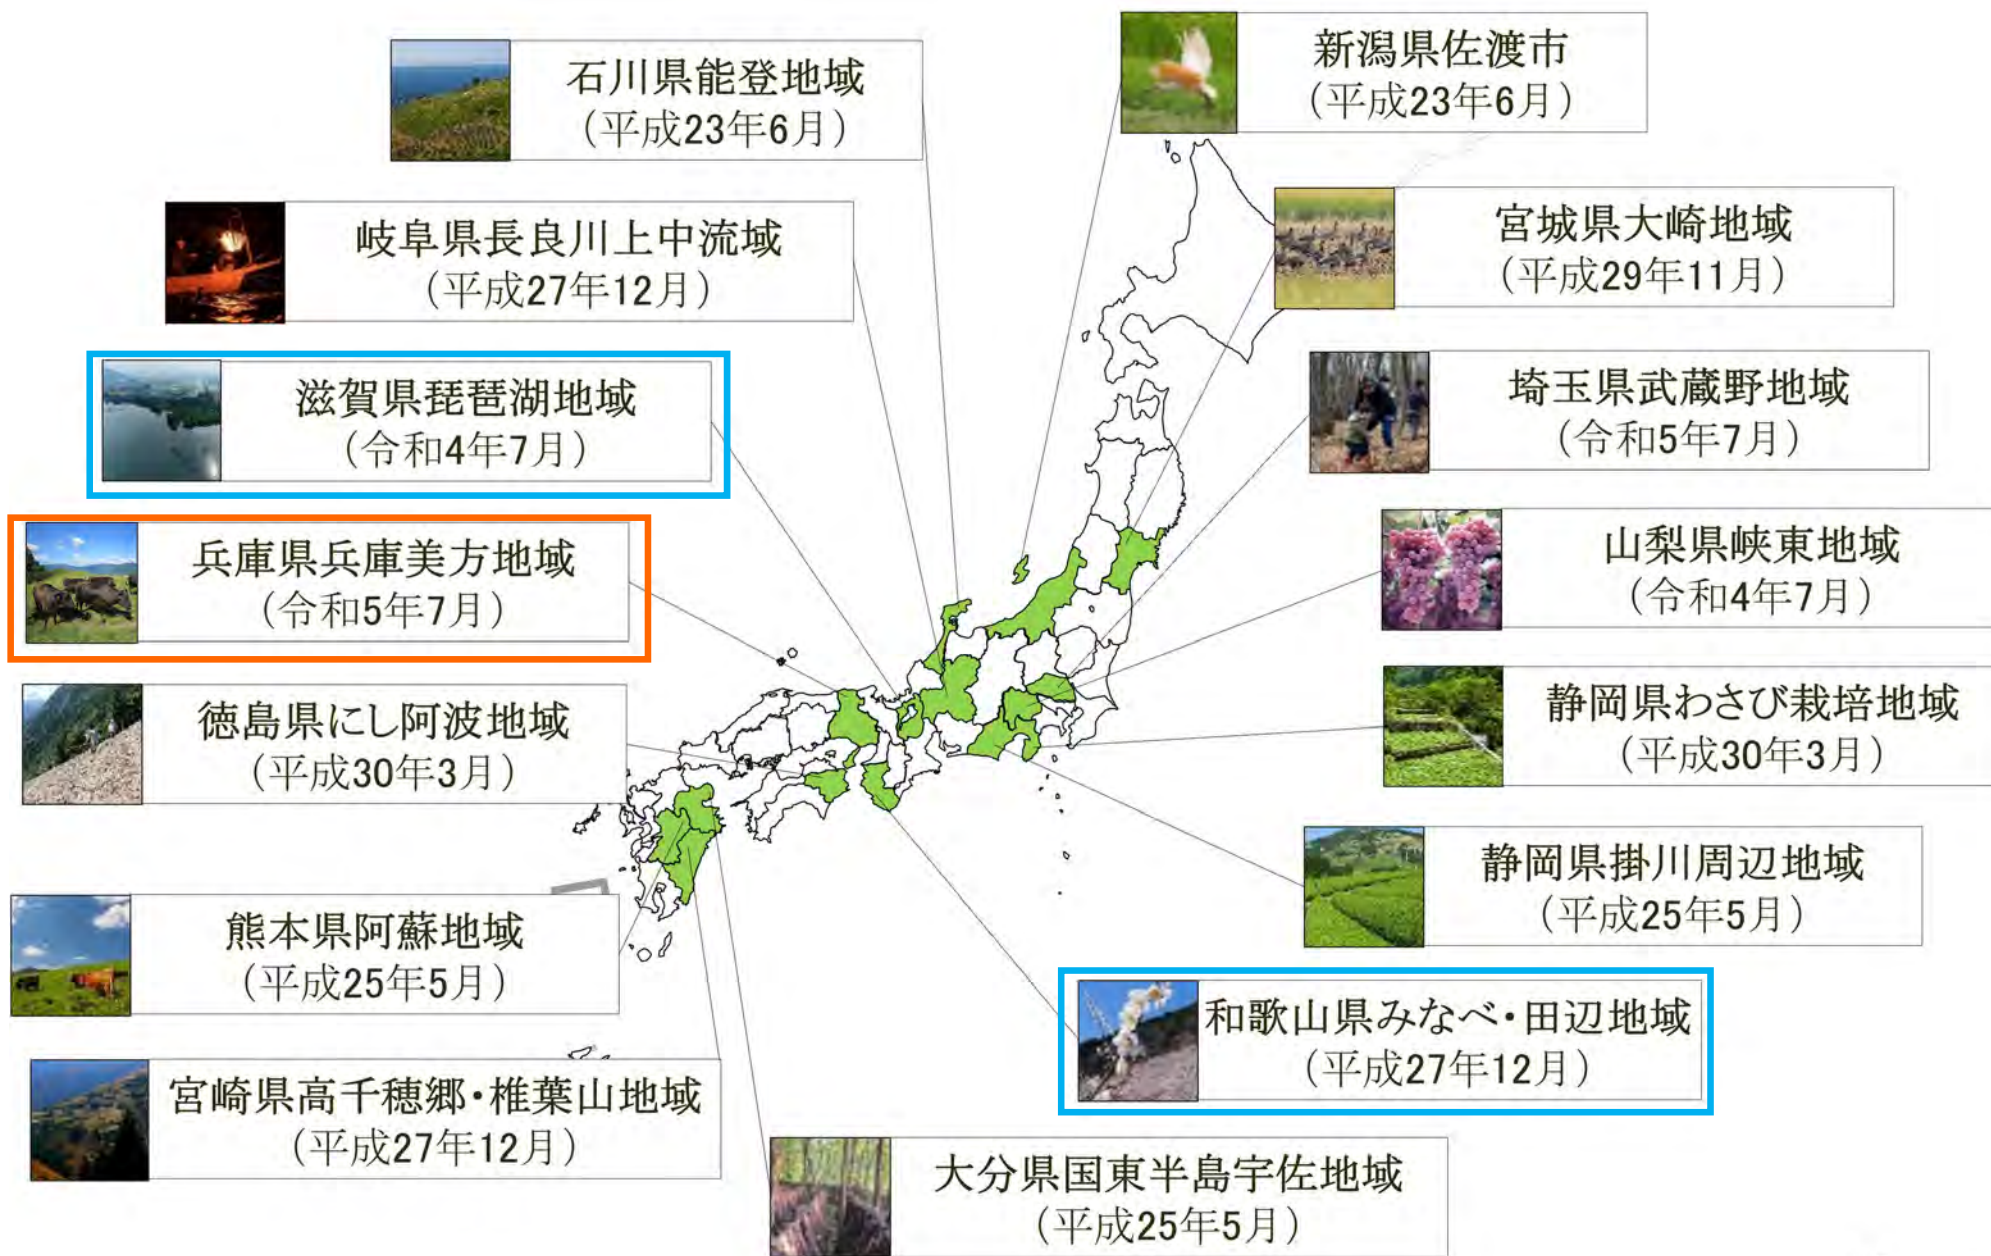 石川県能登地域
(平成23年6月)
新潟県佐渡市
(平成23年6月)
岐阜県長良川上中流域
(平成27年12月)
宮城県大崎地域
(平成29年11月)
滋賀県琵琶湖地域
(令和4年7月)
埼玉県武蔵野地域
(令和5年7月)
兵庫県兵庫美方地域
(令和5年7月)
山梨県峡東地域
(令和4年7月)
徳島県にし阿波地域
(平成30年3月)
静岡県わさび栽培地域
(平成30年3月)
静岡県掛川周辺地域
(平成25年5月)
熊本県阿蘇地域
(平成25年5月)
和歌山県みなべ・田辺地域
(平成27年12月)
宮崎県高千穂郷・椎葉山地域
(平成27年12月)
大分県国東半島宇佐地域
(平成25年5月)